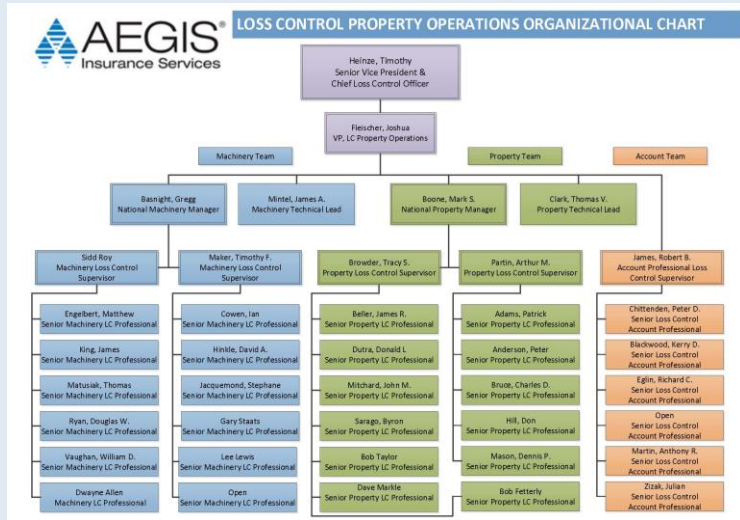 AEGIS®
Insurance Services
LOSS CONTROL PROPERTY OPERATIONS ORGANIZATIONAL CHART
Heinze, Timothy
Senior Vice President &
Chief Loss Control Officer
Fleischer, Joshua
VP, LC Property Operations
Machinery Team
Property Team
Account Team
Basnight, Gregg
National Machinery Manager
Mintel, James A.
Machinery Technical Lead
Boone, Mark S.
National Property Manager
Clark, Thomas V.
Property Technical Lead
Sidd Roy
Machinery Loss Control
Supervisor
Maker, Timothy F.
Machinery Loss Control
Supervisor
Browder, Tracy S.
Property Loss Control Supervisor
Partin, Arthur M.
Property Loss Control Supervisor
James, Robert B.
Account Professional Loss
Control Supervisor
Engelbert, Matthew
Senior Machinery LC Professional
King, James
Senior Machinery LC Professional
Matusiak, Thomas
Senior Machinery LC Professional
Ryan, Douglas W.
Senior Machinery LC Professional
Vaughan, William D.
Senior Machinery LC Professional
Dwayne Allen
Machinery LC Professional
Cowen, Ian
Senior Machinery LC Professional
Hinkle, David A.
Senior Machinery LC Professional
Jacquemond, Stephane
Senior Machinery LC Professional
Gary Staats
Senior Machinery LC Professional
Lee Lewis
Senior Machinery LC Professional
Open
Senior Machinery LC Professional
Beller, James R.
Senior Property LC Professional
Dutra, Donald L
Senior Property LC Professional
Mitchard, John M.
Senior Property LC Professional
Sarago, Byron
Senior Property LC Professional
Bob Taylor
Senior Property LC Professional
Dave Markle
Senior Property LC Professional
Adams, Patrick
Senior Property LC Professional
Anderson, Peter
Senior Property LC Professional
Bruce, Charles D.
Senior Property LC Professional
Hill, Don
Senior Property LC Professional
Mason, Dennis P.
Senior Property LC Professional
Bob Fetterly
Senior Property LC Professional
Chittenden, Peter D.
Senior Loss Control
Account Professional
Blackwood, Kerry D.
Senior Loss Control
Account Professional
Eglin, Richard C.
Senior Loss Control
Account Professional
Open
Senior Loss Control
Account Professional
Martin, Anthony R.
Senior Loss Control
Account Professional
Zizak, Julian
Senior Loss Control
Account Professional